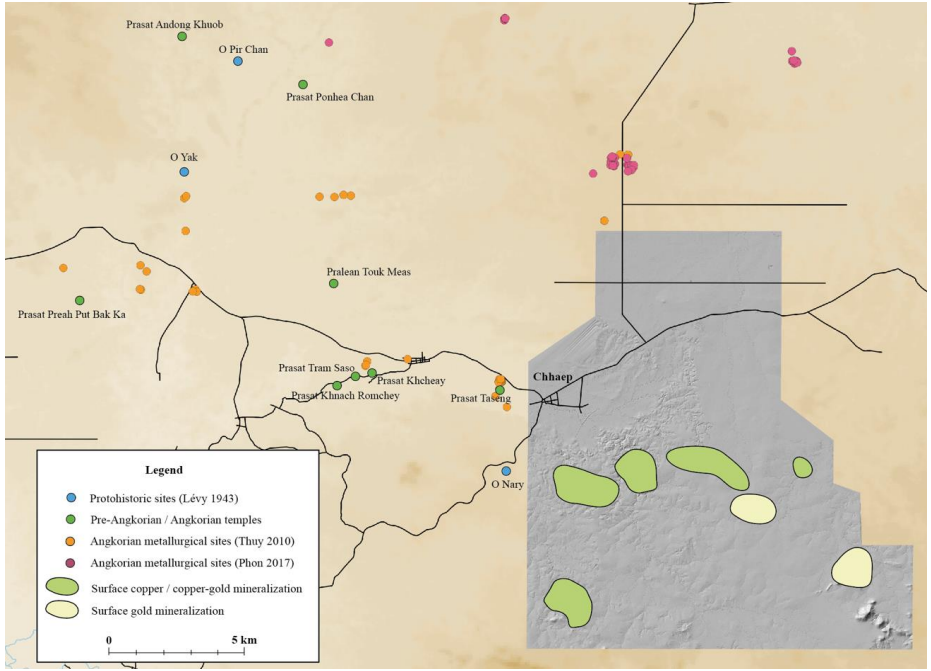 Prasat Andong Khuob
O Pir Chan
Prasat Ponhea Chan
O Yak
Pralean Touk Meas
Prasat Preah Put Bak Ka
Prasat Tram Saso
Prasat Khcheay
Chhaep
Prasat Khnach Romchey
Prasat Taseng
O Nary
Legend
Protohistoric sites (Lévy 1943)
Pre-Angkorian / Angkorian temples
Angkorian metallurgical sites (Thuy 2010)
Angkorian metallurgical sites (Phon 2017)
Surface copper / copper-gold mineralization
Surface gold mineralization
0 5 km